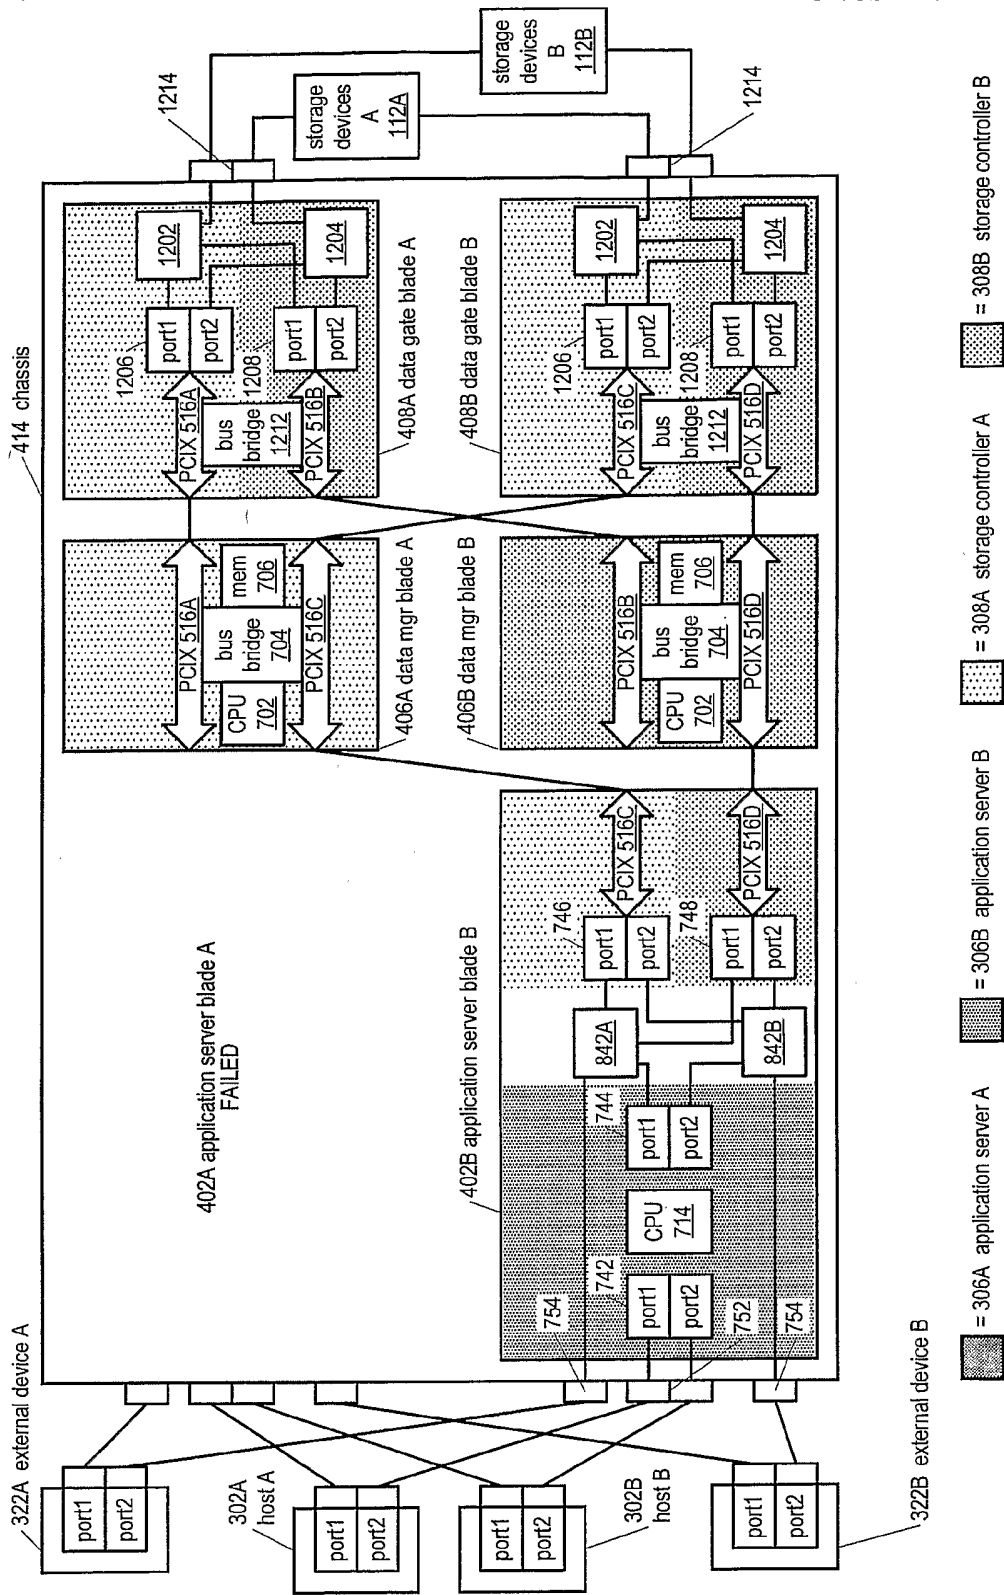 414 chassis
322A external device A
port1
port2
302A
host A
port1
port2
302B
host B
port1
port2
322B external device B
port1
port2
402A application server blade A
FAILED
402B application server blade B
754
742
port1
port2
752
754
CPU
714
744
port1
port2
842A
842B
746
port1
port2
748
port1
port2
PCIX 516C
PCIX 516D
406A data mgr blade A
PCIX 516A
CPU
702
bus
bridge
704
mem
706
PCIX 516C
406B data mgr blade B
PCIX 516B
CPU
702
bus
bridge
704
mem
706
PCIX 516D
408A data gate blade A
PCIX 516A
bus
bridge
1212
PCIX 516B
1206
port1
port2
1208
port1
port2
1202
1204
408B data gate blade B
PCIX 516C
bus
bridge
1212
PCIX 516D
1206
port1
port2
1208
port1
port2
1202
1204
1214
1214
storage
devices
A
112A
storage
devices
B
112B
= 306A application server A
= 306B application server B
= 308A storage controller A
= 308B storage controller B